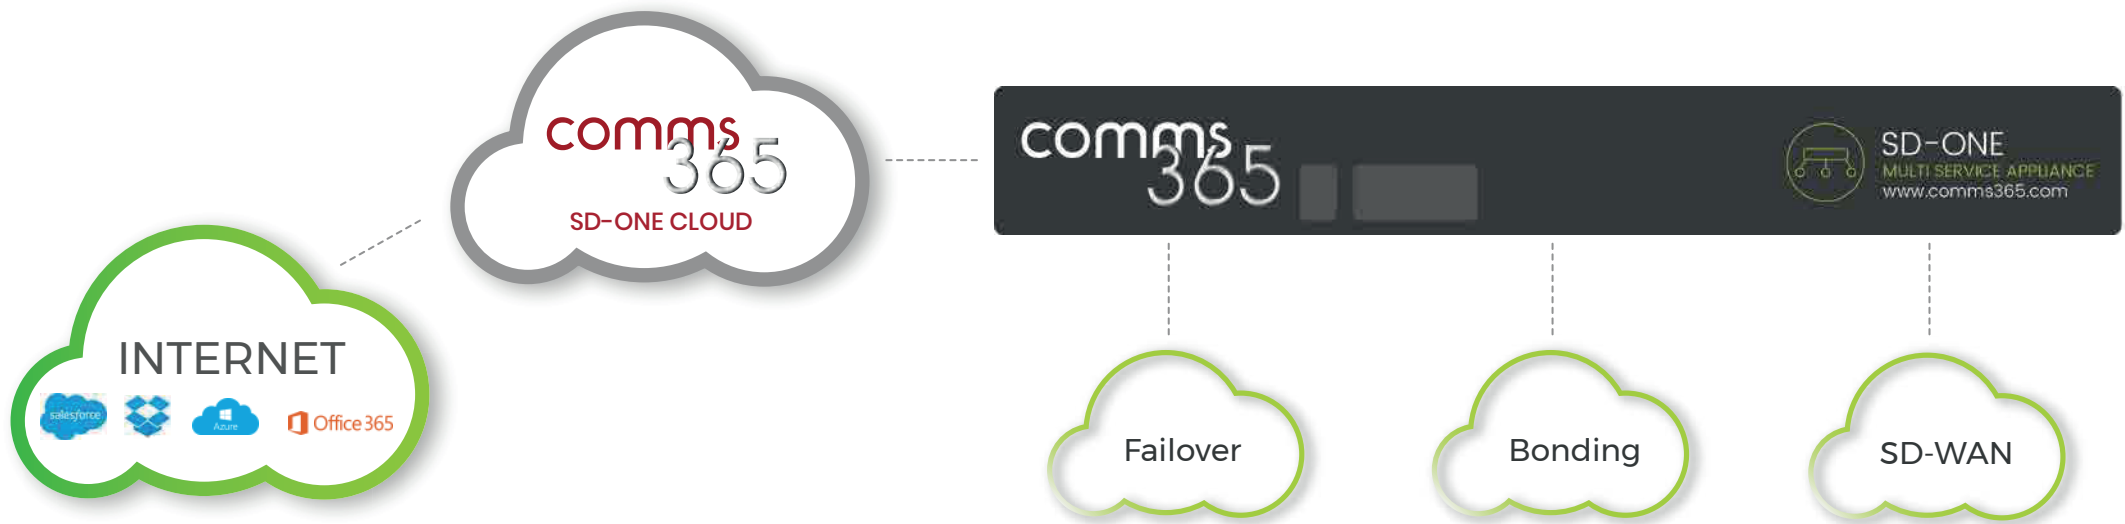 comms
365
SD-ONE CLOUD
comms
365
SD-ONE
MULTI SERVICE APPLIANCE
www.comms365.com
INTERNET
salesforce
Azure
Office 365
Failover
Bonding
SD-WAN